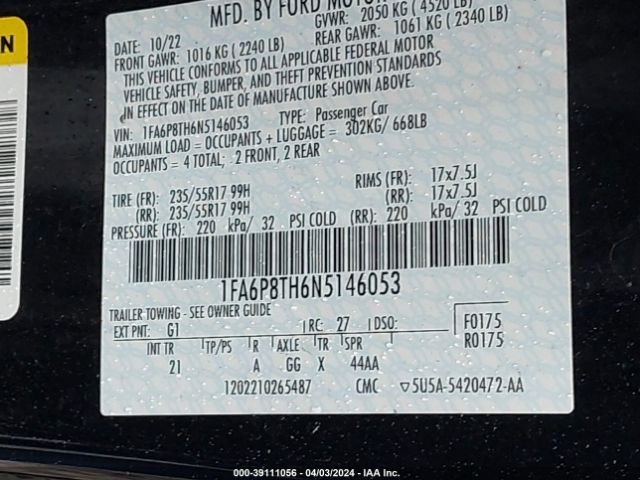 MFD. BY FORD MOTOR
DATE: 10/22
GVWR: 2050 KG ( 4520 LB)
FRONT GAWR: 1016 KG ( 2240 LB)
REAR GAWR: 1061 KG ( 2340 LB)
THIS VEHICLE CONFORMS TO ALL APPLICABLE FEDERAL MOTOR
VEHICLE SAFETY, BUMPER, AND THEFT PREVENTION STANDARDS
IN EFFECT ON THE DATE OF MANUFACTURE SHOWN ABOVE.
VIN: 1FA6P8TH6N5146053 TYPE: Passenger Car
MAXIMUM LOAD = OCCUPANTS + LUGGAGE = 302KG/ 668LB
OCCUPANTS = 4 TOTAL; 2 FRONT, 2 REAR
TIRE (FR): 235/55R17 99H RIMS (FR): 17x7.5J
(RR): 235/55R17 99H (RR): 17x7.5J
PRESSURE (FR): 220 kPa/ 32 PSI COLD (RR): 220 kPa/ 32 PSI COLD
1FA6P8TH6N5146053
TRAILER TOWING - SEE OWNER GUIDE
EXT PNT: G1 RC: 27 DSO: F0175
INT TR TP/PS R AXLE TR SPR R0175
21 A GG X 44AA
1202210265487 CMC ▽5U5A-5420472-AA
000-39111056 - 04/03/2024 - IAA Inc.